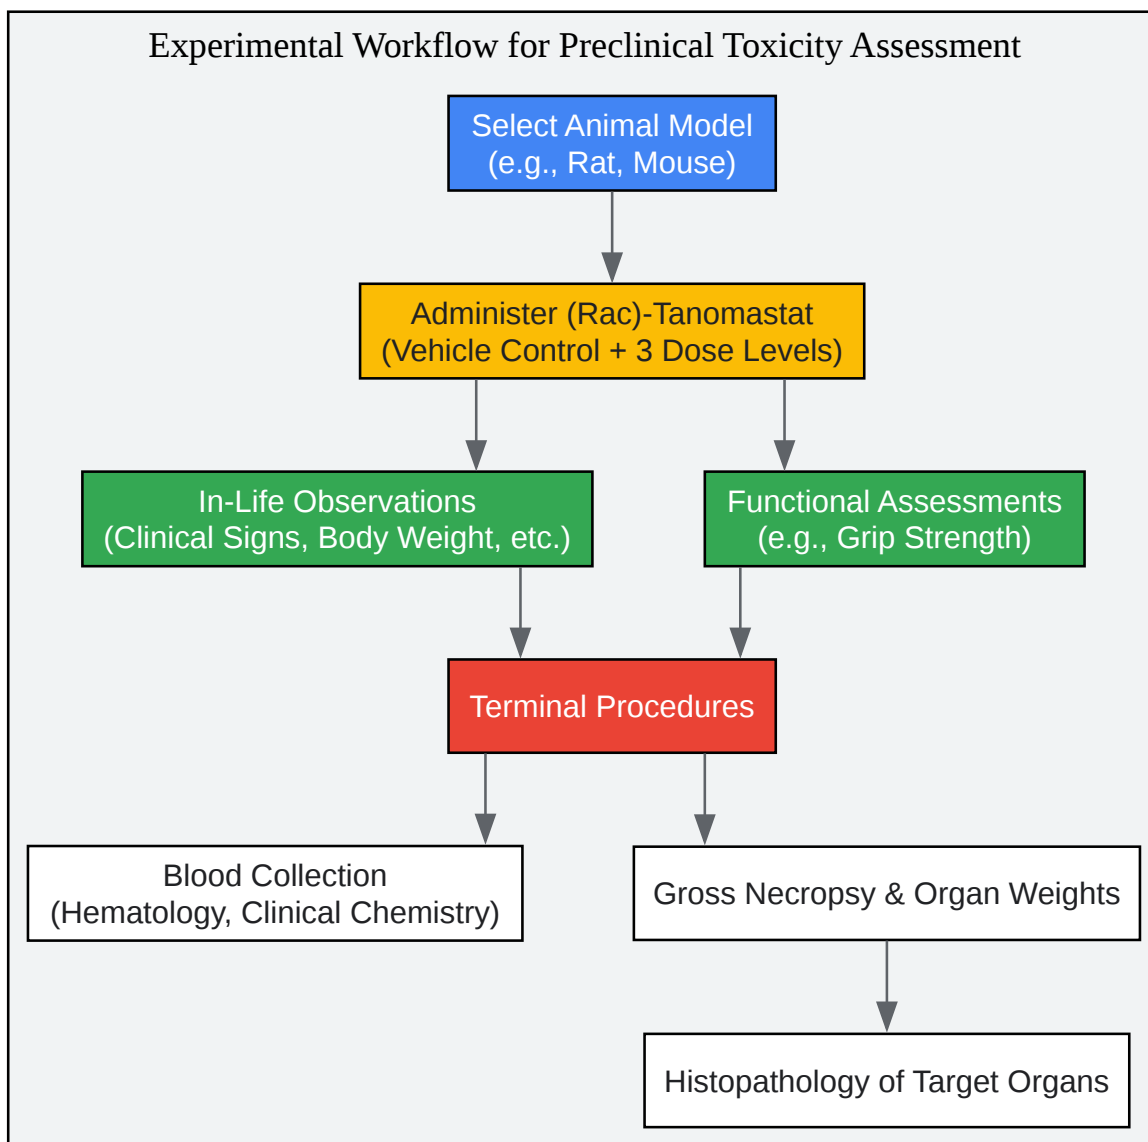 Experimental Workflow for Preclinical Toxicity Assessment
Select Animal Model
(e.g., Rat, Mouse)
Administer (Rac)-Tanomastat
(Vehicle Control + 3 Dose Levels)
In-Life Observations
(Clinical Signs, Body Weight, etc.)
Functional Assessments
(e.g., Grip Strength)
Terminal Procedures
Blood Collection
(Hematology, Clinical Chemistry)
Gross Necropsy & Organ Weights
Histopathology of Target Organs